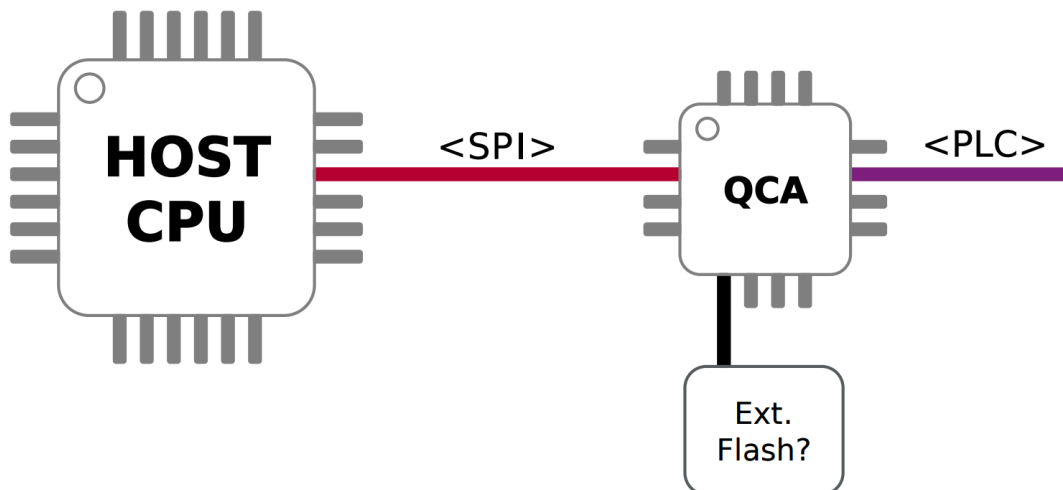 HOST
CPU
<SPI>
QCA
<PLC>
Ext.
Flash?